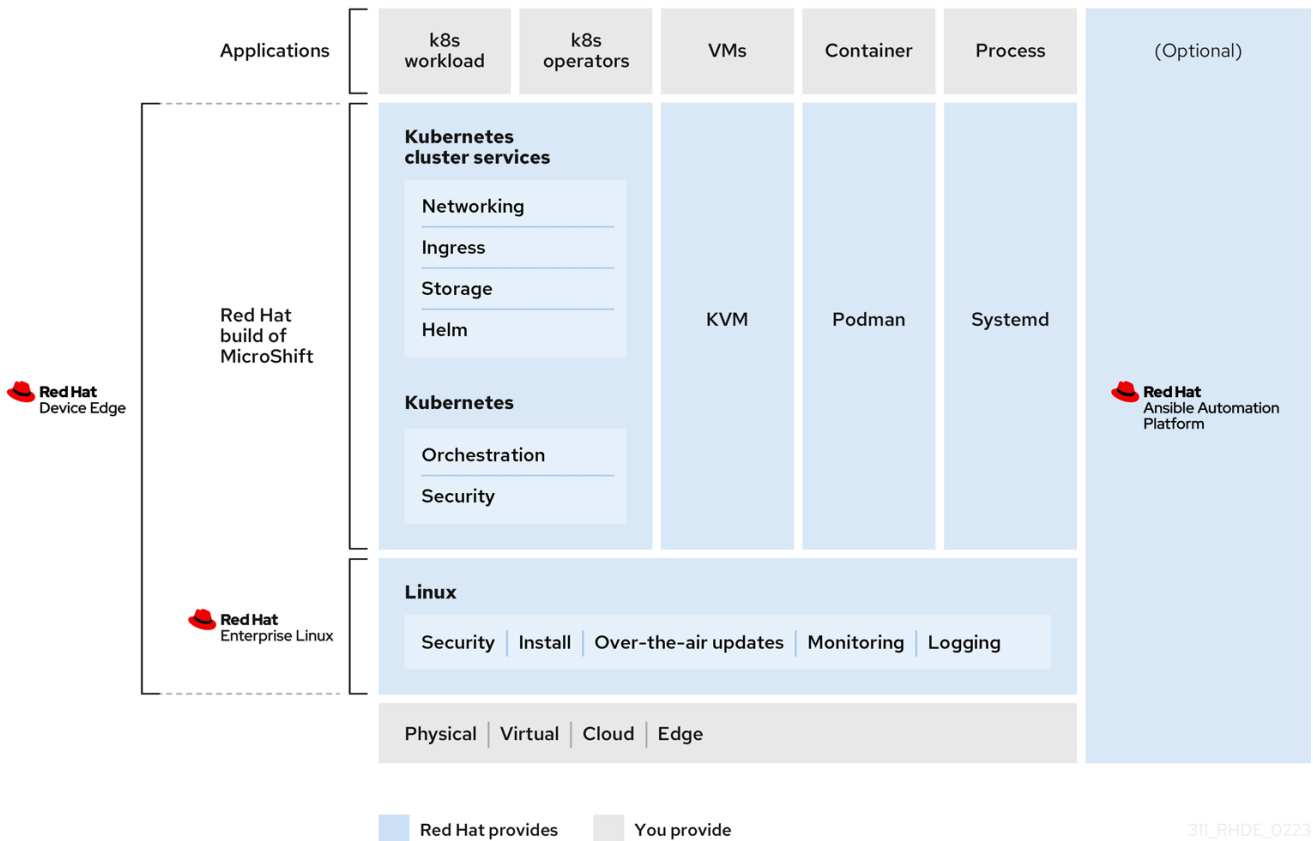 Applications
k8s
workload
k8s
operators
VMs
Container
Process
(Optional)
Kubernetes
cluster services
Networking
Ingress
Storage
Helm
Red Hat
build of
MicroShift
KVM
Podman
Systemd
Red Hat
Device Edge
Kubernetes
Orchestration
Security
Red Hat
Ansible Automation
Platform
Linux
Red Hat
Enterprise Linux
Security | Install | Over-the-air updates | Monitoring | Logging
Physical | Virtual | Cloud | Edge
Red Hat provides
You provide
311_RHDE_0223